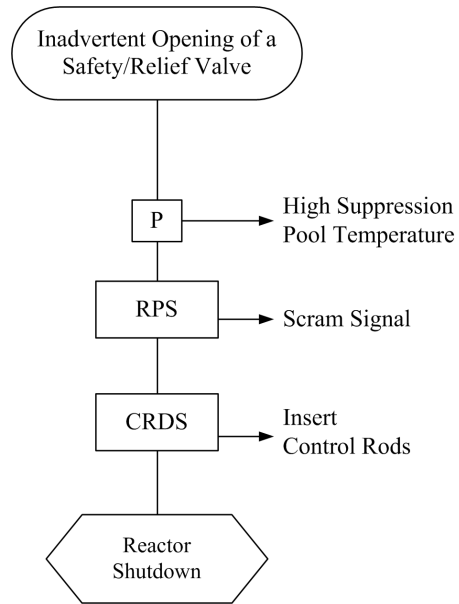 Inadvertent Opening of a
Safety/Relief Valve
P
High Suppression
Pool Temperature
RPS
Scram Signal
CRDS
Insert
Control Rods
Reactor
Shutdown